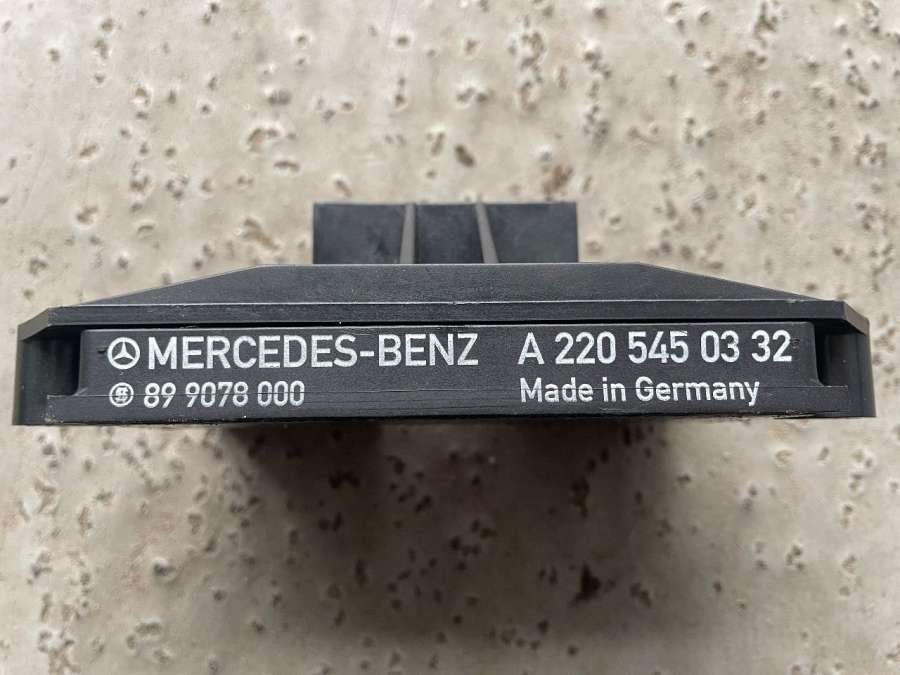 MERCEDES-BENZ A 220 545 03 32
89 9078 000 Made in Germany